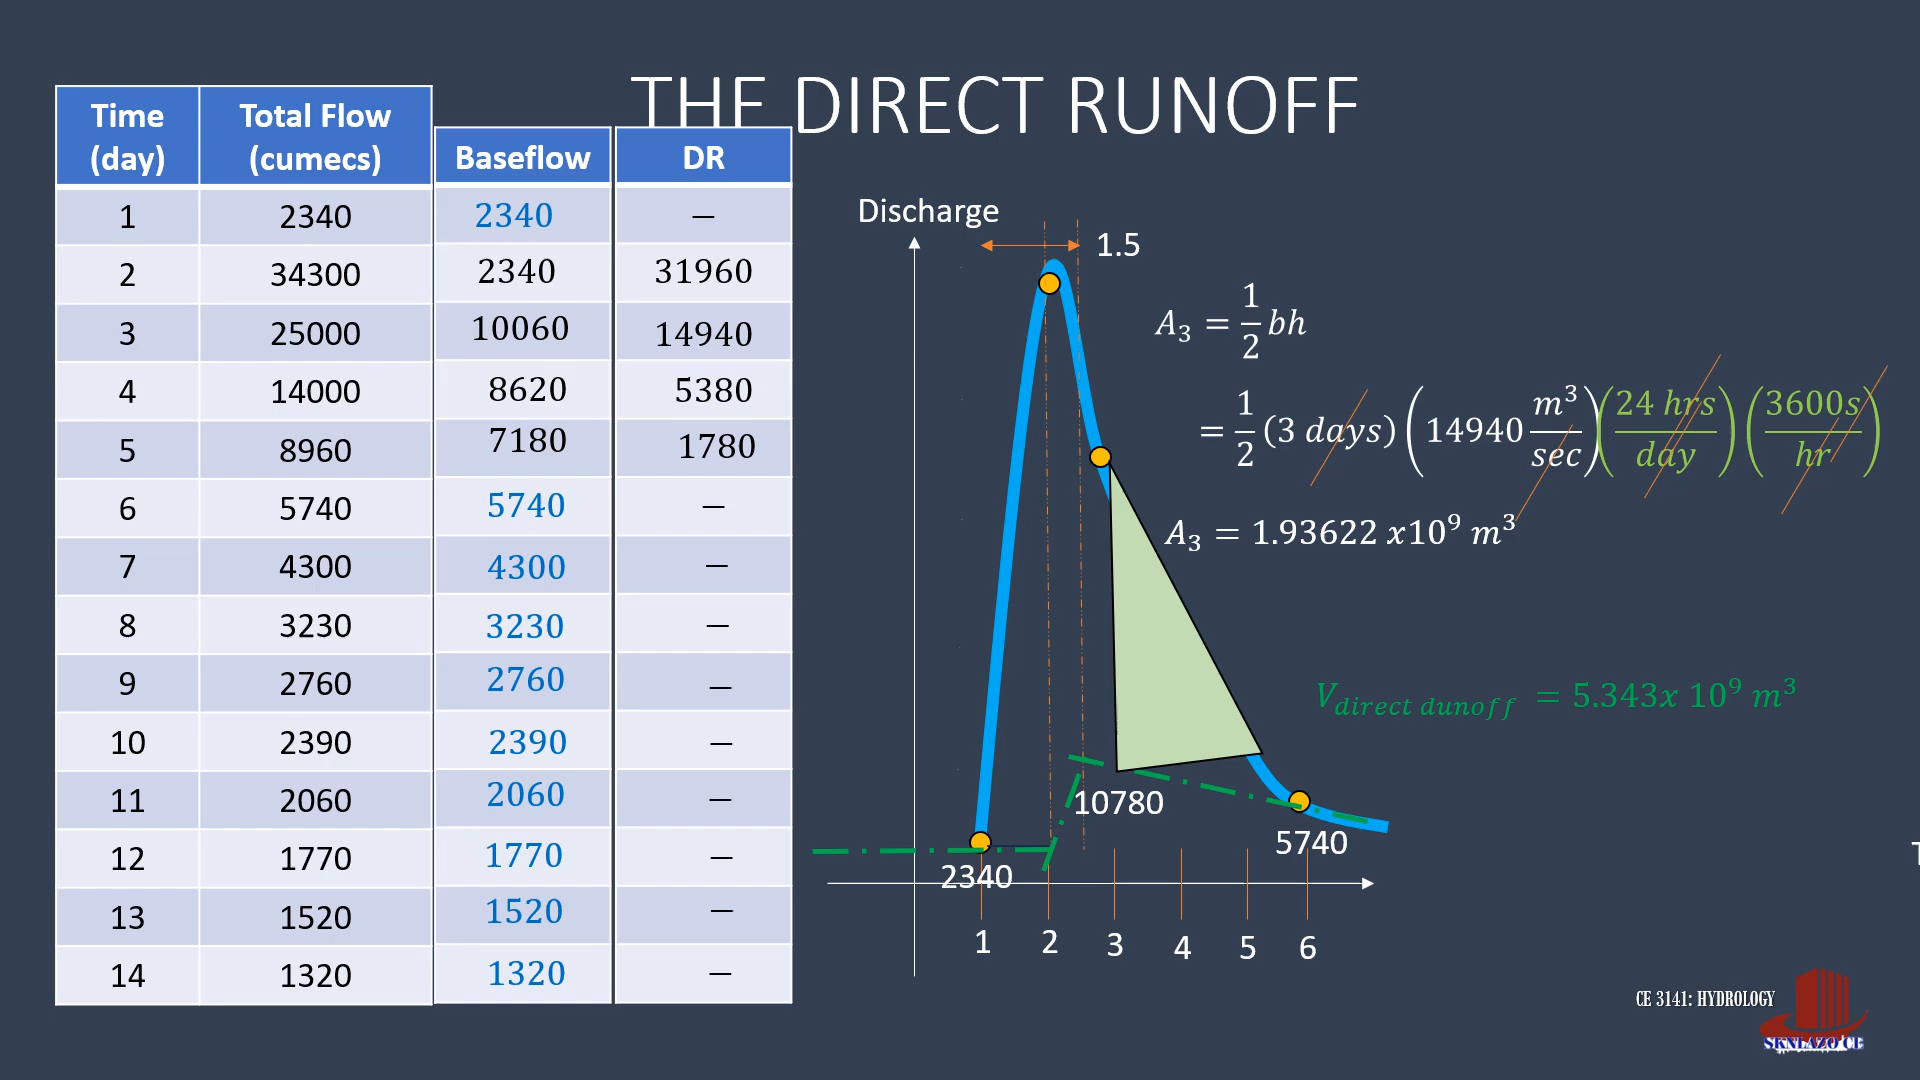 THE DIRECT RUNOFF
Time (day) Total Flow (cumecs) Baseflow DR
1 2340 2340 —
2 34300 2340 31960
3 25000 10060 14940
4 14000 8620 5380
5 8960 7180 1780
6 5740 5740 —
7 4300 4300 —
8 3230 3230 —
9 2760 2760 —
10 2390 2390 —
11 2060 2060 —
12 1770 1770 —
13 1520 1520 —
14 1320 1320 —
Discharge
1.5
A₃ = 1/2 bh
= 1/2 (3 days) (14940 m³/sec) (24 hrs/day) (3600s/hr)
A₃ = 1.93622 x10⁹ m³
V direct dunoff = 5.343x 10⁹ m³
10780
5740
2340
T
1 2 3 4 5 6
CE 3141: HYDROLOGY
SKNLAZO CE